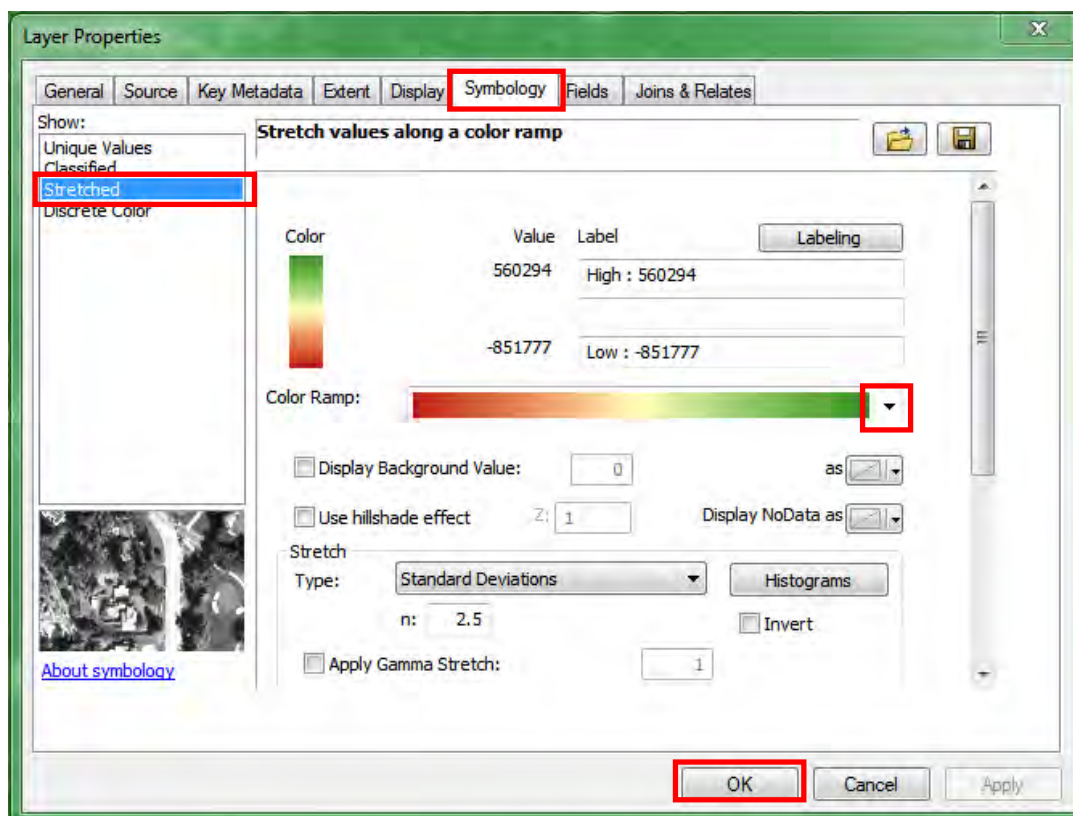 Layer Properties
x
General Source Key Metadata Extent Display Symbology Fields Joins & Relates
Show:
Unique Values
Classified
Stretched
Discrete Color
Stretch values along a color ramp
Color Value Label Labeling
560294 High : 560294
-851777 Low : -851777
Color Ramp:
Display Background Value: 0 as
Use hillshade effect Z: 1 Display NoData as
Stretch
Type: Standard Deviations Histograms
n: 2.5 Invert
Apply Gamma Stretch: 1
About symbology
OK Cancel Apply